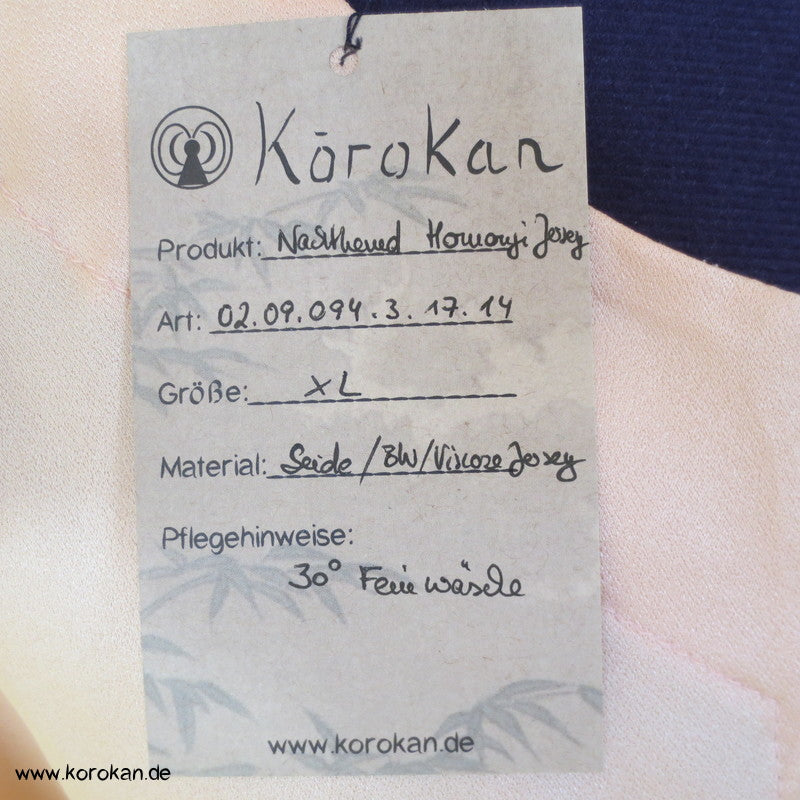 Kōrokan
Produkt: Nachthemd Homongi Jersey
Art: 02.09.094.3.17.14
Größe: XL
Material: Seide/BW/Viscose Jersey
Pflegehinweise:
30° Feinwäsche
www.korokan.de
www.korokan.de